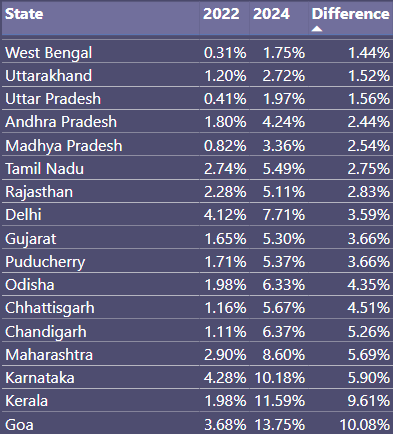 State 2022 2024 Difference
West Bengal 0.31% 1.75% 1.44%
Uttarakhand 1.20% 2.72% 1.52%
Uttar Pradesh 0.41% 1.97% 1.56%
Andhra Pradesh 1.80% 4.24% 2.44%
Madhya Pradesh 0.82% 3.36% 2.54%
Tamil Nadu 2.74% 5.49% 2.75%
Rajasthan 2.28% 5.11% 2.83%
Delhi 4.12% 7.71% 3.59%
Gujarat 1.65% 5.30% 3.66%
Puducherry 1.71% 5.37% 3.66%
Odisha 1.98% 6.33% 4.35%
Chhattisgarh 1.16% 5.67% 4.51%
Chandigarh 1.11% 6.37% 5.26%
Maharashtra 2.90% 8.60% 5.69%
Karnataka 4.28% 10.18% 5.90%
Kerala 1.98% 11.59% 9.61%
Goa 3.68% 13.75% 10.08%